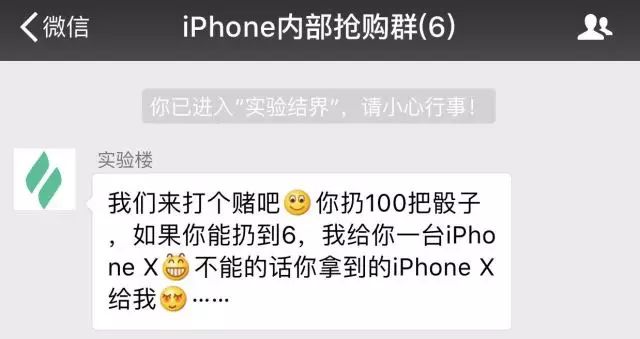 微信
iPhone内部抢购群(6)
你已进入"实验结界"，请小心行事！
实验楼
我们来打个赌吧 你扔100把骰子
，如果你能扔到6，我给你一台iPho
ne X 不能的话你拿到的iPhone X
给我 ……